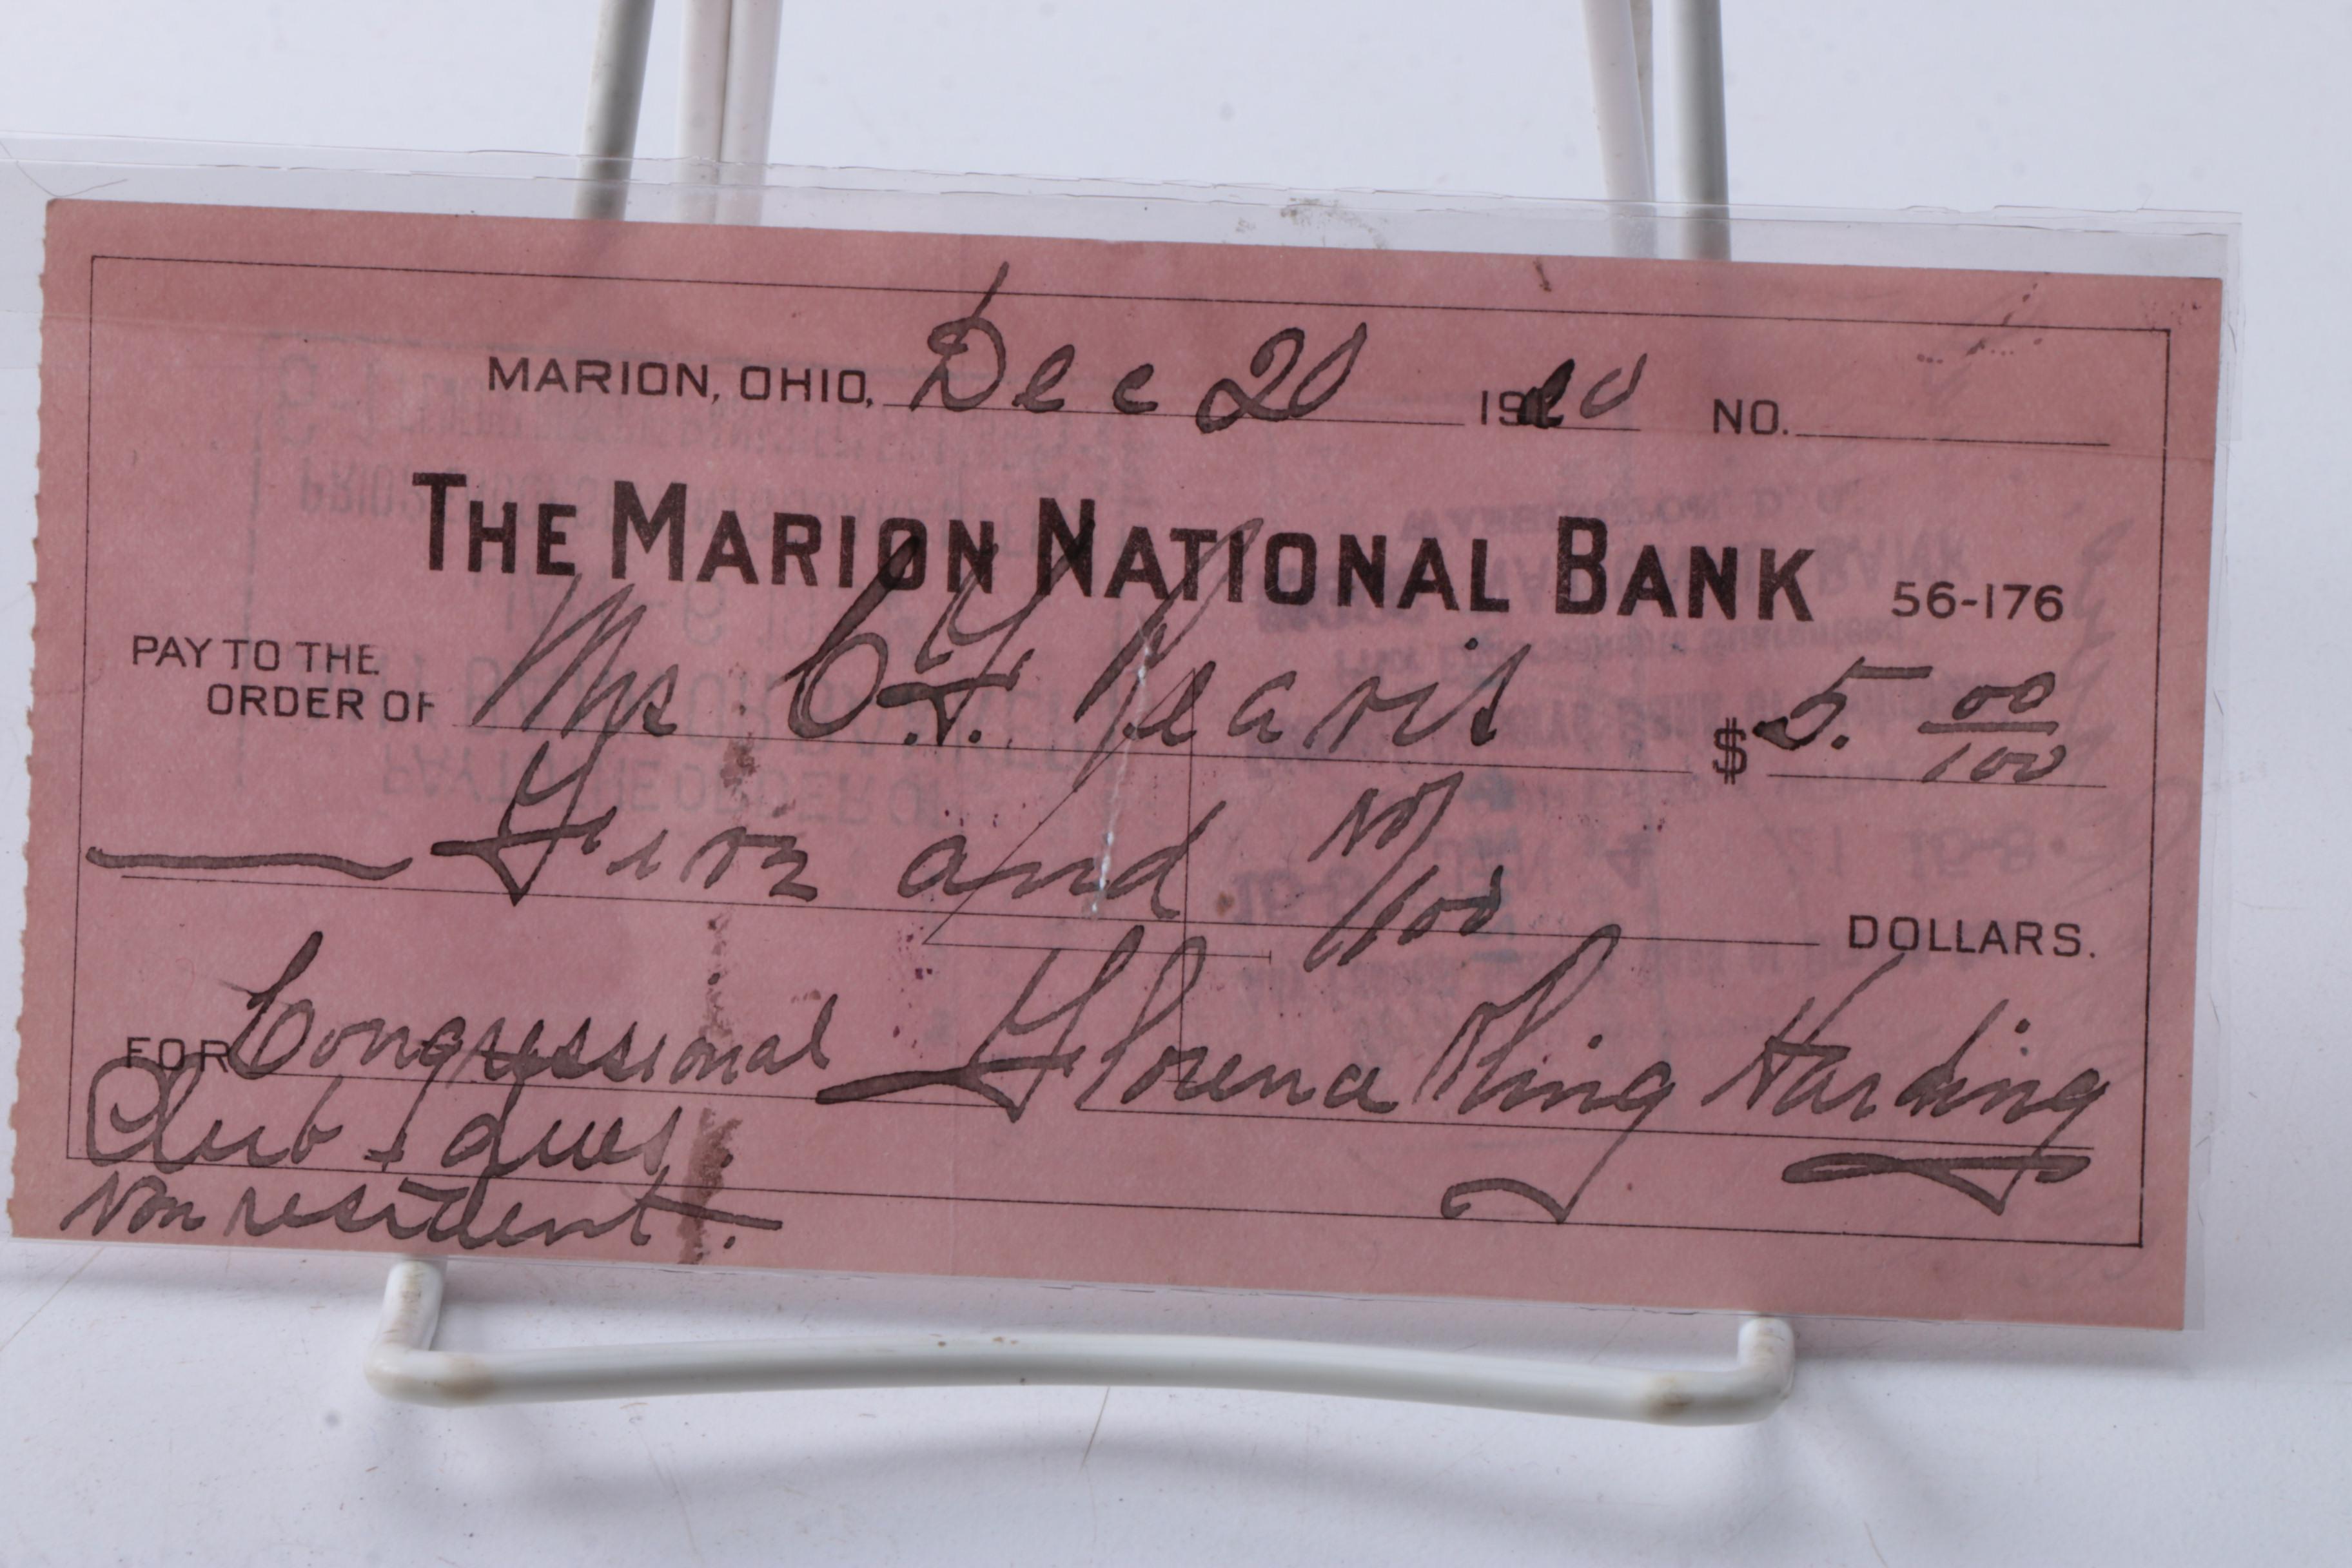 MARION, OHIO, Dec 20 1920 NO.
THE MARION NATIONAL BANK 56-176
PAY TO THE
ORDER OF Mrs C. F. Reavis $ 5. 00/100
Five and no/100 DOLLARS.
FOR Congressional Florence Kling Harding
Club dues
Non resident.